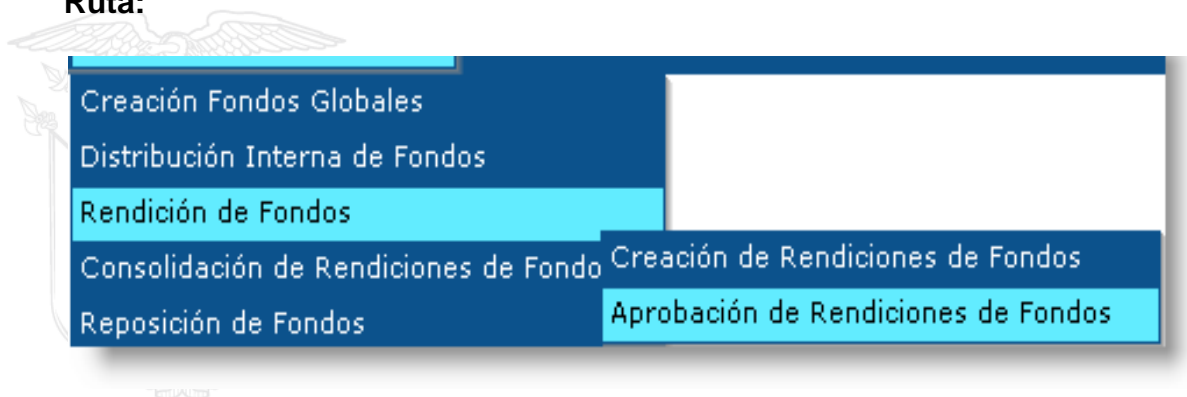 Ruta:
Creación Fondos Globales
Distribución Interna de Fondos
Rendición de Fondos
Consolidación de Rendiciones de Fondo
Creación de Rendiciones de Fondos
Reposición de Fondos
Aprobación de Rendiciones de Fondos